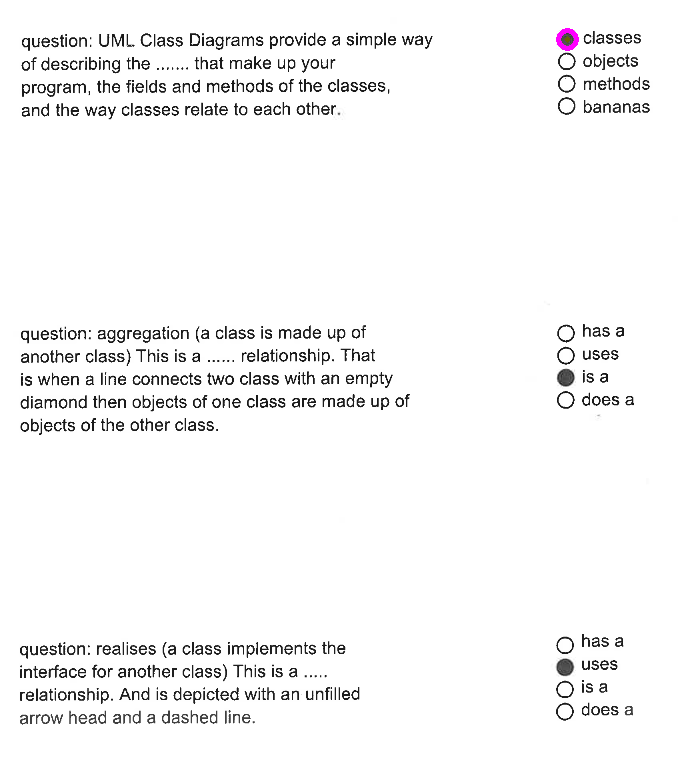 question: UML Class Diagrams provide a simple way
of describing the ....... that make up your
program, the fields and methods of the classes,
and the way classes relate to each other.
classes
objects
methods
bananas
question: aggregation (a class is made up of
another class) This is a ...... relationship. That
is when a line connects two class with an empty
diamond then objects of one class are made up of
objects of the other class.
has a
uses
is a
does a
question: realises (a class implements the
interface for another class) This is a .....
relationship. And is depicted with an unfilled
arrow head and a dashed line.
has a
uses
is a
does a